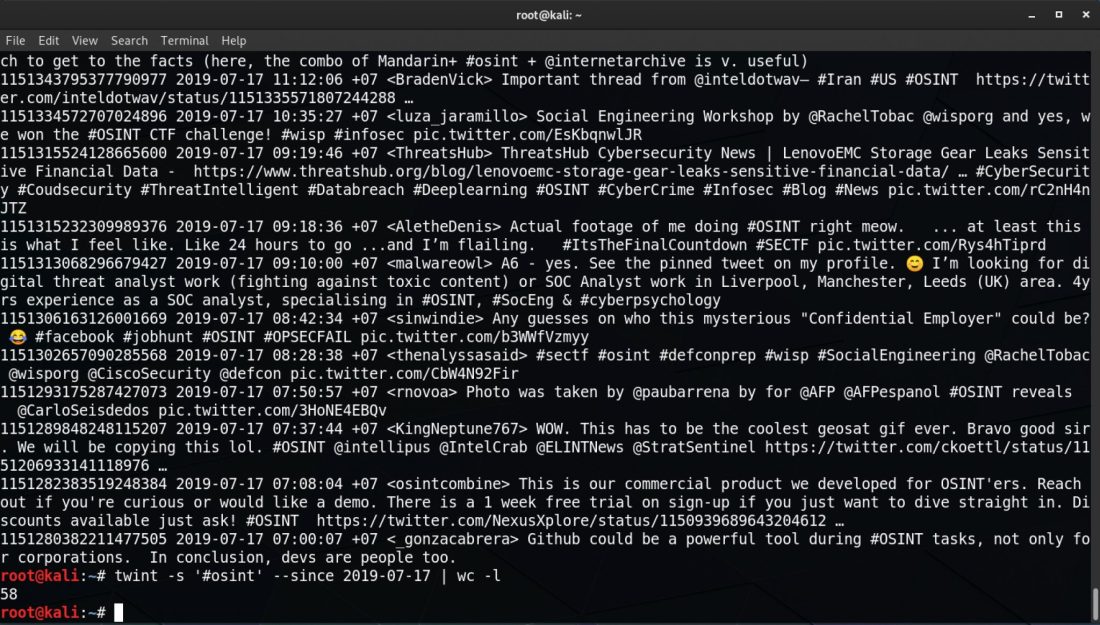 root@kali: ~
File Edit View Search Terminal Help
ch to get to the facts (here, the combo of Mandarin+ #osint + @internetarchive is v. useful)
1151343795377790977 2019-07-17 11:12:06 +07 <BradenVick> Important thread from @inteldotwav— #Iran #US #OSINT  https://twitt
er.com/inteldotwav/status/1151335571807244288 …
1151334572707024896 2019-07-17 10:35:27 +07 <luza_jaramillo> Social Engineering Workshop by @RachelTobac @wisporg and yes, w
e won the #OSINT CTF challenge! #wisp #infosec pic.twitter.com/EsKbqnwlJR
1151315524128665600 2019-07-17 09:19:46 +07 <ThreatsHub> ThreatsHub Cybersecurity News | LenovoEMC Storage Gear Leaks Sensit
ive Financial Data -  https://www.threatshub.org/blog/lenovoemc-storage-gear-leaks-sensitive-financial-data/ … #CyberSecurit
y #Coudsecurity #ThreatIntelligent #Databreach #Deeplearning #OSINT #CyberCrime #Infosec #Blog #News pic.twitter.com/rC2nH4n
JTZ
1151315232309989376 2019-07-17 09:18:36 +07 <AletheDenis> Actual footage of me doing #OSINT right meow.   ... at least this
is what I feel like. Like 24 hours to go ...and I’m flailing.   #ItsTheFinalCountdown #SECTF pic.twitter.com/Rys4hTiprd
1151313068296679427 2019-07-17 09:10:00 +07 <malwareowl> A6 - yes. See the pinned tweet on my profile. 😊 I’m looking for di
gital threat analyst work (fighting against toxic content) or SOC Analyst work in Liverpool, Manchester, Leeds (UK) area. 4y
rs experience as a SOC analyst, specialising in #OSINT, #SocEng & #cyberpsychology
1151306163126001669 2019-07-17 08:42:34 +07 <sinwindie> Any guesses on who this mysterious "Confidential Employer" could be?
😂 #facebook #jobhunt #OSINT #OPSECFAIL pic.twitter.com/b3WWfVzmyy
1151302657090285568 2019-07-17 08:28:38 +07 <thenalyssasaid> #sectf #osint #defconprep #wisp #SocialEngineering @RachelTobac
@wisporg @CiscoSecurity @defcon pic.twitter.com/CbW4N92Fir
1151293175287427073 2019-07-17 07:50:57 +07 <rnovoa> Photo was taken by @paubarrena by for @AFP @AFPespanol #OSINT reveals
@CarloSeisdedos pic.twitter.com/3HoNE4EBQv
1151289848248115207 2019-07-17 07:37:44 +07 <KingNeptune767> WOW. This has to be the coolest geosat gif ever. Bravo good sir
. We will be copying this lol. #OSINT @intellipus @IntelCrab @ELINTNews @StratSentinel https://twitter.com/ckoettl/status/11
51206933141118976 …
1151282383519248384 2019-07-17 07:08:04 +07 <osintcombine> This is our commercial product we developed for OSINT'ers. Reach
out if you're curious or would like a demo. There is a 1 week free trial on sign-up if you just want to dive straight in. Di
scounts available just ask! #OSINT  https://twitter.com/NexusXplore/status/1150939689643204612 …
1151280382211477505 2019-07-17 07:00:07 +07 <_gonzacabrera> Github could be a powerful tool during #OSINT tasks, not only fo
r corporations.  In conclusion, devs are people too.
root@kali:~# twint -s '#osint' --since 2019-07-17 | wc -l
58
root@kali:~#